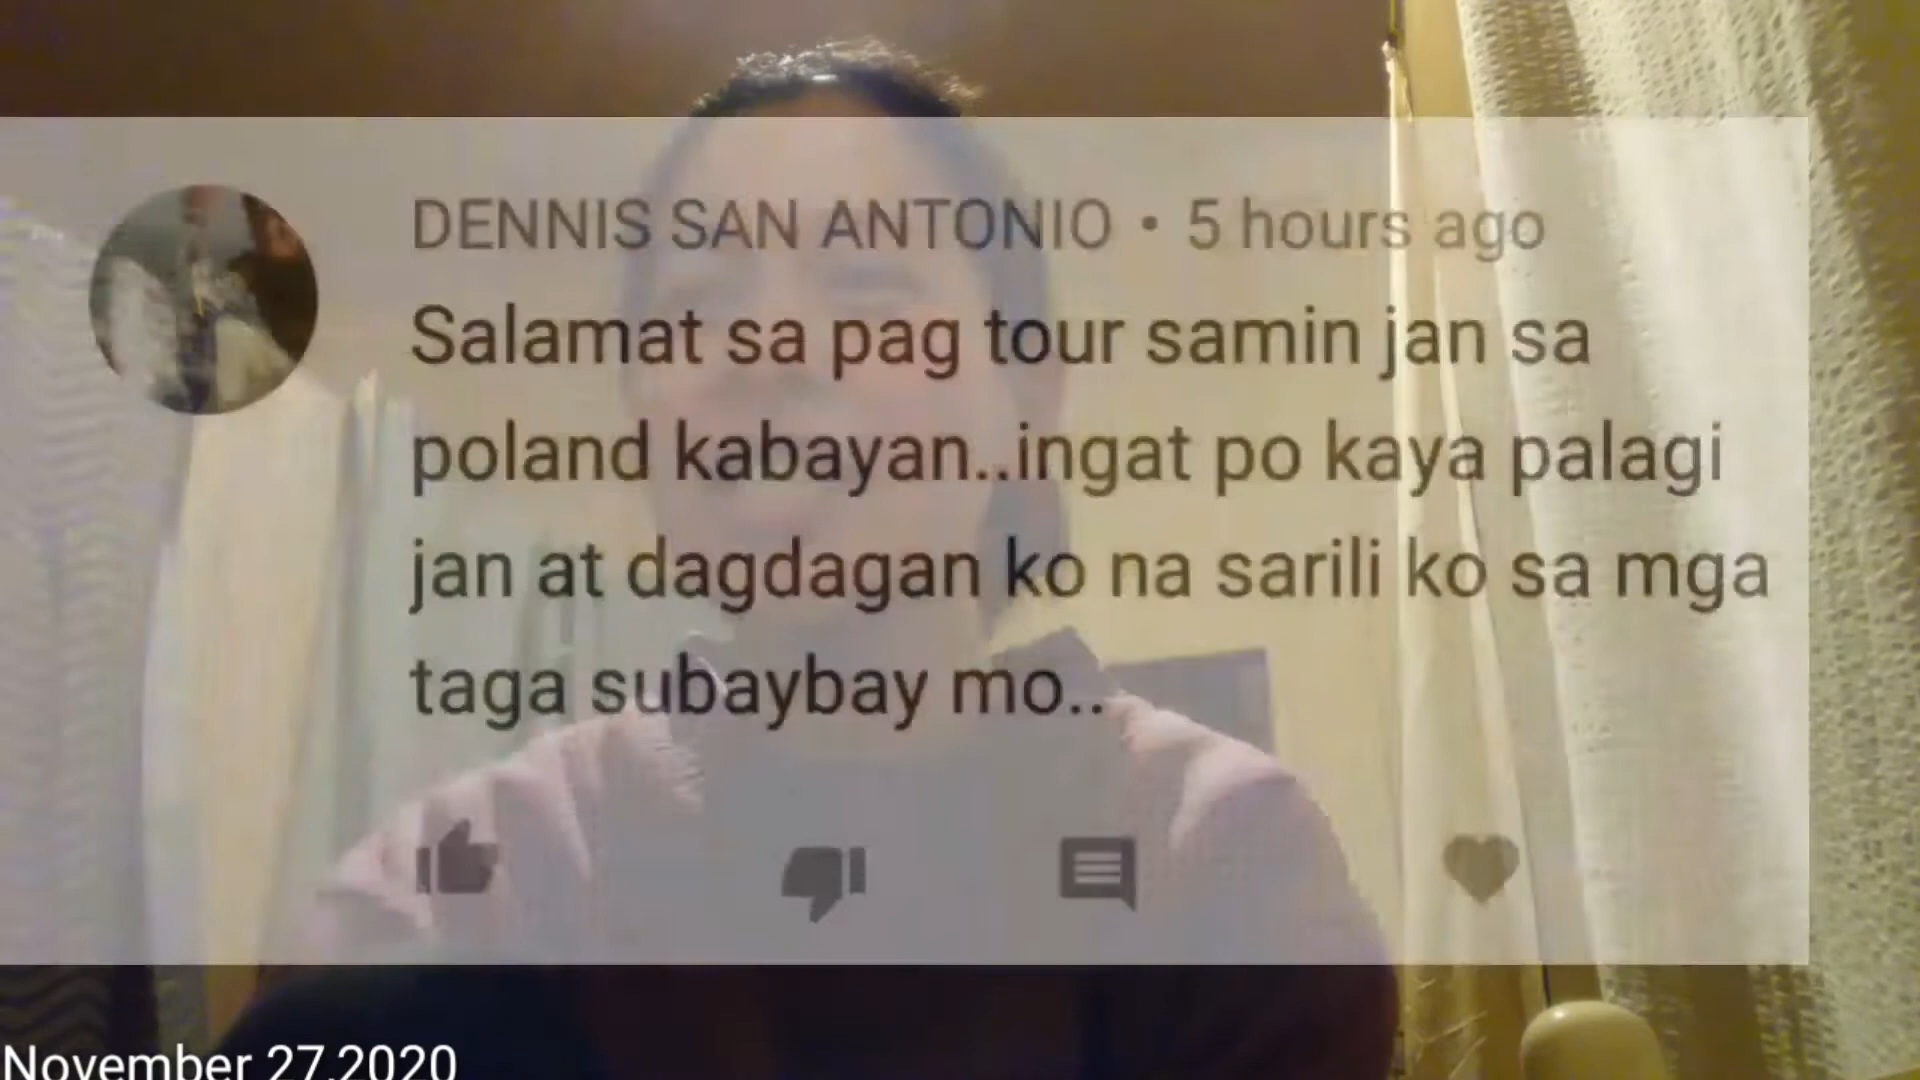 DENNIS SAN ANTONIO • 5 hours ago
Salamat sa pag tour samin jan sa
poland kabayan..ingat po kaya palagi
jan at dagdagan ko na sarili ko sa mga
taga subaybay mo..
November 27,2020